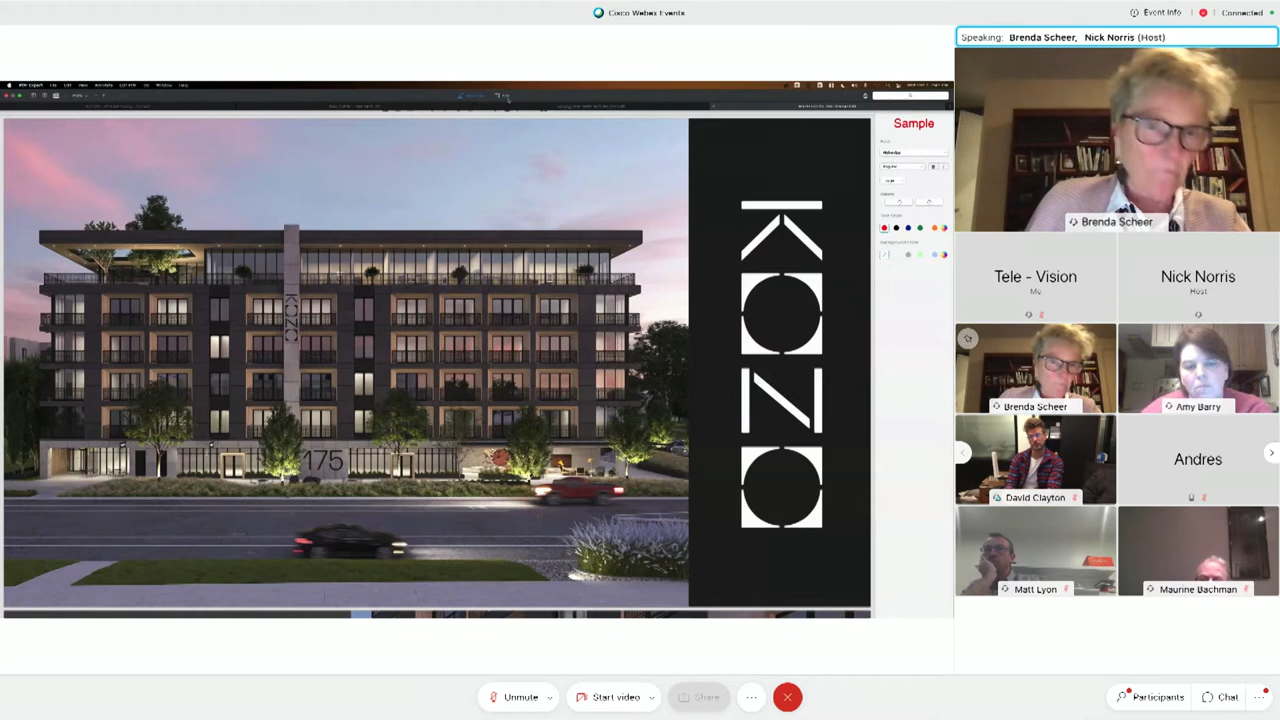 Cisco Webex Events
Event Info
Connected
Speaking: Brenda Scheer, Nick Norris (Host)
Sample
KOZO
KOZO
175
Brenda Scheer
Tele - Vision
Me
Nick Norris
Host
Brenda Scheer
Amy Barry
David Clayton
Andres
Matt Lyon
Maurine Bachman
Unmute
Start video
Share
Participants
Chat